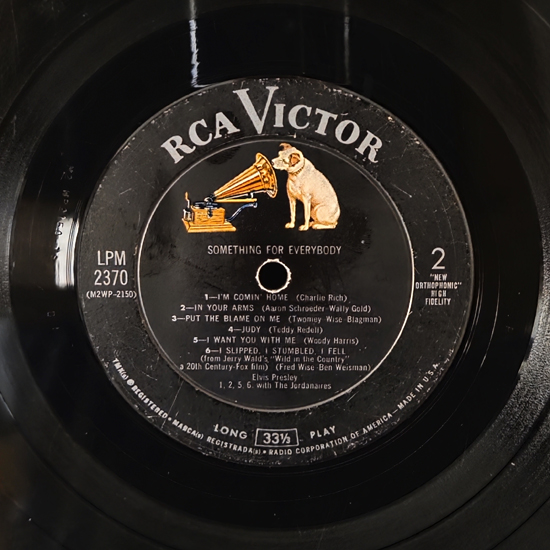 RCA VICTOR
SOMETHING FOR EVERYBODY
LPM
2370
(M2WP-2150)
2
"NEW
ORTHOPHONIC"
HIGH
FIDELITY
1—I'M COMIN' HOME (Charlie Rich)
2—IN YOUR ARMS (Aaron Schroeder-Wally Gold)
3—PUT THE BLAME ON ME (Twomey-Wise-Blagman)
4—JUDY (Teddy Redell)
5—I WANT YOU WITH ME (Woody Harris)
6—I SLIPPED, I STUMBLED, I FELL
(from Jerry Wald's "Wild in the Country"
a 20th Century-Fox film) (Fred Wise-Ben Weisman)
Elvis Presley
1, 2, 5, 6, with The Jordanaires
LONG 33⅓ PLAY
TMK(s) ® REGISTERED • MARCA(s) REGISTRADA(s) • RADIO CORPORATION OF AMERICA — MADE IN U.S.A.